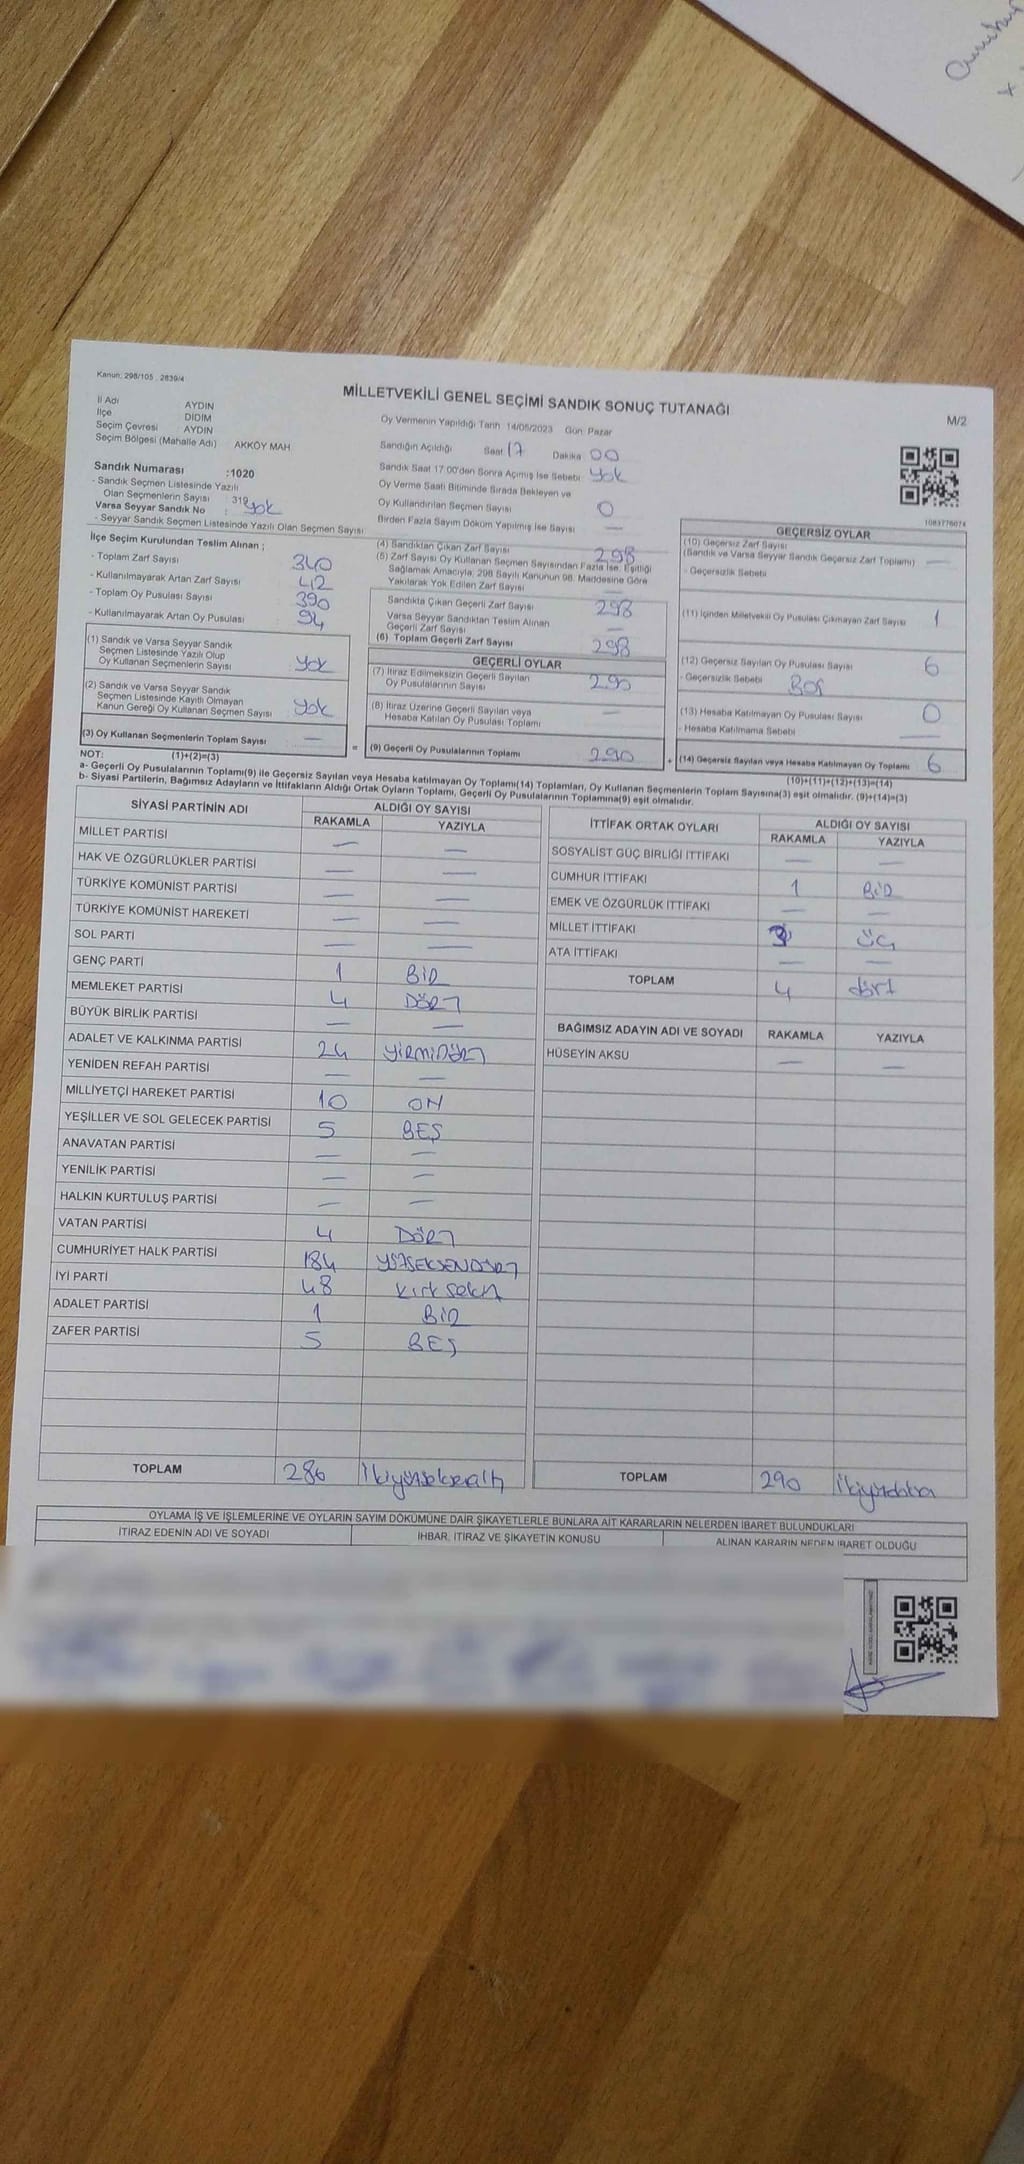 Kanun: 298/105 , 2839/4
MİLLETVEKİLİ GENEL SEÇİMİ SANDIK SONUÇ TUTANAĞI
M/2
İl Adı AYDIN
İlçe DİDİM
Seçim Çevresi AYDIN
Seçim Bölgesi (Mahalle Adı) AKKÖY MAH
Oy Vermenin Yapıldığı Tarih 14/05/2023 Gün: Pazar
Sandığın Açıldığı Saat 17 Dakika 00
Sandık Saat 17:00'den Sonra Açımış İse Sebebi Yok
Oy Verme Saati Bitiminde Sırada Bekleyen ve
Oy Kullandırılan Seçmen Sayısı 0
Birden Fazla Sayım Döküm Yapılmış İse Sayısı —
Sandık Numarası :1020
- Sandık Seçmen Listesinde Yazılı
Olan Seçmenlerin Sayısı : 319
Varsa Seyyar Sandık No : Yok
- Seyyar Sandık Seçmen Listesinde Yazılı Olan Seçmen Sayısı
1083776074
İlçe Seçim Kurulundan Teslim Alınan ;
- Toplam Zarf Sayısı 340
- Kullanılmayarak Artan Zarf Sayısı 42
- Toplam Oy Pusulası Sayısı 390
- Kullanılmayarak Artan Oy Pusulası 94
(1) Sandık ve Varsa Seyyar Sandık
Seçmen Listesinde Yazılı Olup
Oy Kullanan Seçmenlerin Sayısı Yok
(2) Sandık ve Varsa Seyyar Sandık
Seçmen Listesinde Kayıtlı Olmayan
Kanun Gereği Oy Kullanan Seçmen Sayısı Yok
(3) Oy Kullanan Seçmenlerin Toplam Sayısı —
(4) Sandıktan Çıkan Zarf Sayısı 298
(5) Zarf Sayısı Oy Kullanan Seçmen Sayısından Fazla İse, Eşitliği
Sağlamak Amacıyla; 298 Sayılı Kanunun 98. Maddesine Göre
Yakılarak Yok Edilen Zarf Sayısı —
Sandıkta Çıkan Geçerli Zarf Sayısı 298
Varsa Seyyar Sandıktan Teslim Alınan
Geçerli Zarf Sayısı —
(6) Toplam Geçerli Zarf Sayısı 298
GEÇERLİ OYLAR
(7) İtiraz Edilmeksizin Geçerli Sayılan
Oy Pusulalarının Sayısı 290
(8) İtiraz Üzerine Geçerli Sayılan veya
Hesaba Katılan Oy Pusulası Toplamı —
= (9) Geçerli Oy Pusulalarının Toplamı 290
GEÇERSİZ OYLAR
(10) Geçersiz Zarf Sayısı
(Sandık ve Varsa Seyyar Sandık Geçersiz Zarf Toplamı) —
- Geçersizlik Sebebi
(11) İçinden Milletvekili Oy Pusulası Çıkmayan Zarf Sayısı 1
(12) Geçersiz Sayılan Oy Pusulası Sayısı 6
- Geçersizlik Sebebi BOŞ
(13) Hesaba Katılmayan Oy Pusulası Sayısı 0
- Hesaba Katılmama Sebebi —
+ (14) Geçersiz Sayılan veya Hesaba Katılmayan Oy Toplamı 6
NOT: (1)+(2)=(3) (10)+(11)+(12)+(13)=(14)
a- Geçerli Oy Pusulalarının Toplamı(9) ile Geçersiz Sayılan veya Hesaba katılmayan Oy Toplamı(14) Toplamları, Oy Kullanan Seçmenlerin Toplam Sayısına(3) eşit olmalıdır. (9)+(14)=(3)
b- Siyasi Partilerin, Bağımsız Adayların ve İttifakların Aldığı Ortak Oyların Toplamı, Geçerli Oy Pusulalarının Toplamına(9) eşit olmalıdır.
SİYASİ PARTİNİN ADI ALDIĞI OY SAYISI
RAKAMLA YAZIYLA
MİLLET PARTİSİ — —
HAK VE ÖZGÜRLÜKLER PARTİSİ — —
TÜRKİYE KOMÜNİST PARTİSİ — —
TÜRKİYE KOMÜNİST HAREKETİ — —
SOL PARTİ — —
GENÇ PARTİ 1 BİR
MEMLEKET PARTİSİ 4 DÖRT
BÜYÜK BİRLİK PARTİSİ — —
ADALET VE KALKINMA PARTİSİ 24 YİRMİDÖRT
YENİDEN REFAH PARTİSİ — —
MİLLİYETÇİ HAREKET PARTİSİ 10 ON
YEŞİLLER VE SOL GELECEK PARTİSİ 5 BEŞ
ANAVATAN PARTİSİ — —
YENİLİK PARTİSİ — —
HALKIN KURTULUŞ PARTİSİ — —
VATAN PARTİSİ 4 DÖRT
CUMHURİYET HALK PARTİSİ 184 YÜZSEKSENDÖRT
İYİ PARTİ 48 kırk sekiz
ADALET PARTİSİ 1 BİR
ZAFER PARTİSİ 5 BEŞ
TOPLAM 286 ikiyüzseksenaltı
İTTİFAK ORTAK OYLARI ALDIĞI OY SAYISI
RAKAMLA YAZIYLA
SOSYALİST GÜÇ BİRLİĞİ İTTİFAKI — —
CUMHUR İTTİFAKI 1 BİR
EMEK VE ÖZGÜRLÜK İTTİFAKI — —
MİLLET İTTİFAKI 3 ÜÇ
ATA İTTİFAKI — —
TOPLAM 4 dört
BAĞIMSIZ ADAYIN ADI VE SOYADI RAKAMLA YAZIYLA
HÜSEYİN AKSU — —
TOPLAM 290 ikiyüzdoksan
OYLAMA İŞ VE İŞLEMLERİNE VE OYLARIN SAYIM DÖKÜMÜNE DAİR ŞİKAYETLERLE BUNLARA AİT KARARLARIN NELERDEN İBARET BULUNDUKLARI
İTİRAZ EDENİN ADI VE SOYADI İHBAR, İTİRAZ VE ŞİKAYETİN KONUSU ALINAN KARARIN NEDEN İBARET OLDUĞU